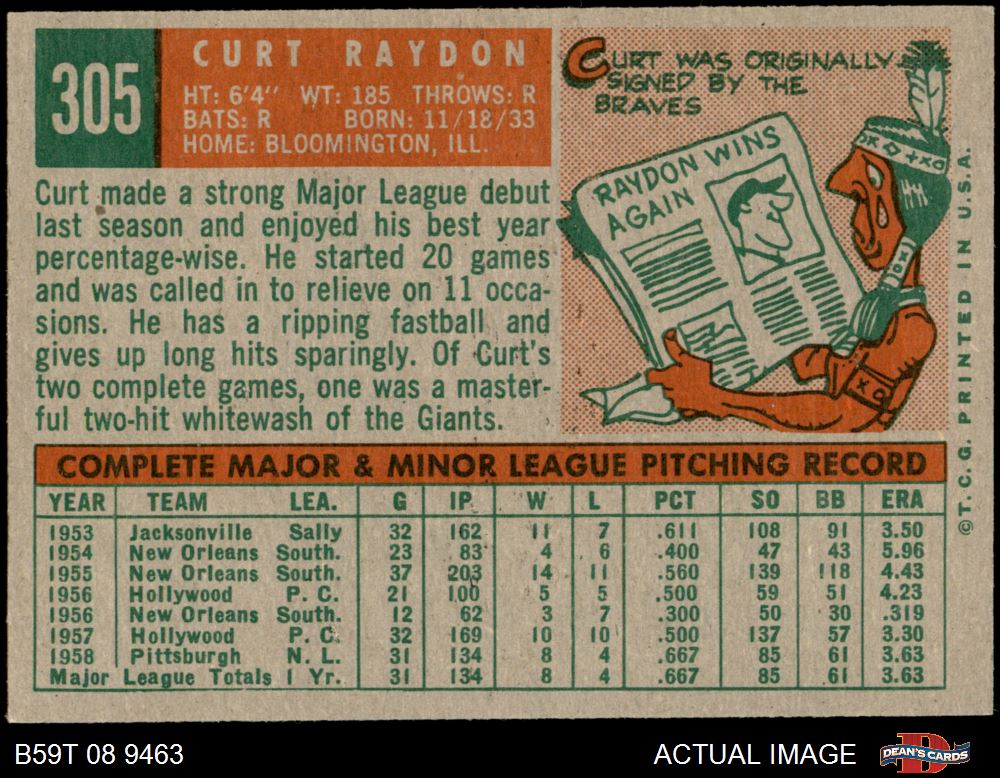 305
CURT RAYDON
HT: 6'4" WT: 185 THROWS: R
BATS: R BORN: 11/18/33
HOME: BLOOMINGTON, ILL.
CURT WAS ORIGINALLY
SIGNED BY THE
BRAVES
RAYDON WINS
AGAIN
Curt made a strong Major League debut
last season and enjoyed his best year
percentage-wise. He started 20 games
and was called in to relieve on 11 occa-
sions. He has a ripping fastball and
gives up long hits sparingly. Of Curt's
two complete games, one was a master-
ful two-hit whitewash of the Giants.
COMPLETE MAJOR & MINOR LEAGUE PITCHING RECORD
YEAR TEAM LEA. G IP. W L PCT SO BB ERA
1953 Jacksonville Sally 32 162 11 7 .611 108 91 3.50
1954 New Orleans South. 23 83 4 6 .400 47 43 5.96
1955 New Orleans South. 37 203 14 11 .560 139 118 4.43
1956 Hollywood P. C. 21 100 5 5 .500 59 51 4.23
1956 New Orleans South. 12 62 3 7 .300 50 30 .319
1957 Hollywood P. C. 32 169 10 10 .500 137 57 3.30
1958 Pittsburgh N. L. 31 134 8 4 .667 85 61 3.63
Major League Totals 1 Yr. 31 134 8 4 .667 85 61 3.63
©T. C. G. PRINTED IN U.S.A.
B59T 08 9463 ACTUAL IMAGE DEAN'S CARDS